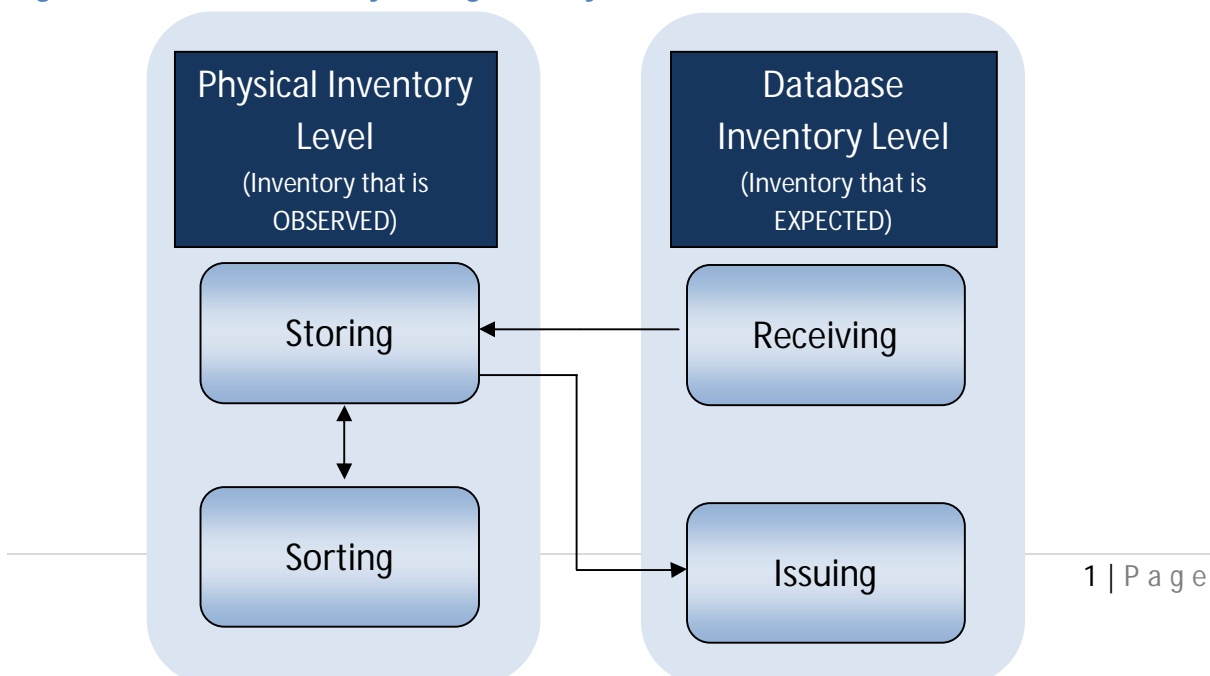 Physical Inventory
Level
(Inventory that is
OBSERVED)
Database
Inventory Level
(Inventory that is
EXPECTED)
Storing
Receiving
Sorting
Issuing
1 | P a g e